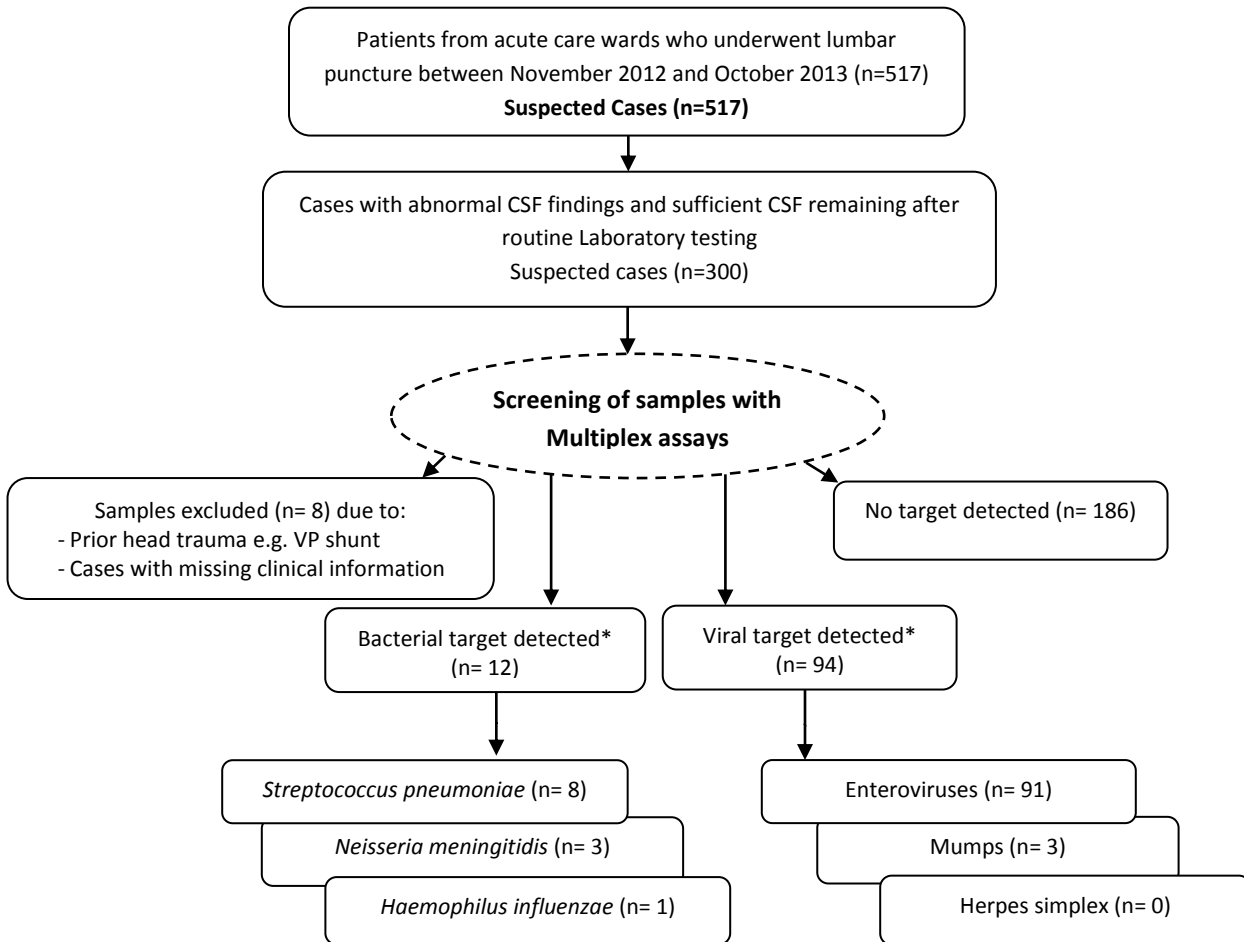 Patients from acute care wards who underwent lumbar
puncture between November 2012 and October 2013 (n=517)
Suspected Cases (n=517)
Cases with abnormal CSF findings and sufficient CSF remaining after
routine Laboratory testing
Suspected cases (n=300)
Screening of samples with
Multiplex assays
Samples excluded (n= 8) due to:
- Prior head trauma e.g. VP shunt
- Cases with missing clinical information
No target detected (n= 186)
Bacterial target detected*
(n= 12)
Viral target detected*
(n= 94)
Streptococcus pneumoniae (n= 8)
Neisseria meningitidis (n= 3)
Haemophilus influenzae (n= 1)
Enteroviruses (n= 91)
Mumps (n= 3)
Herpes simplex (n= 0)